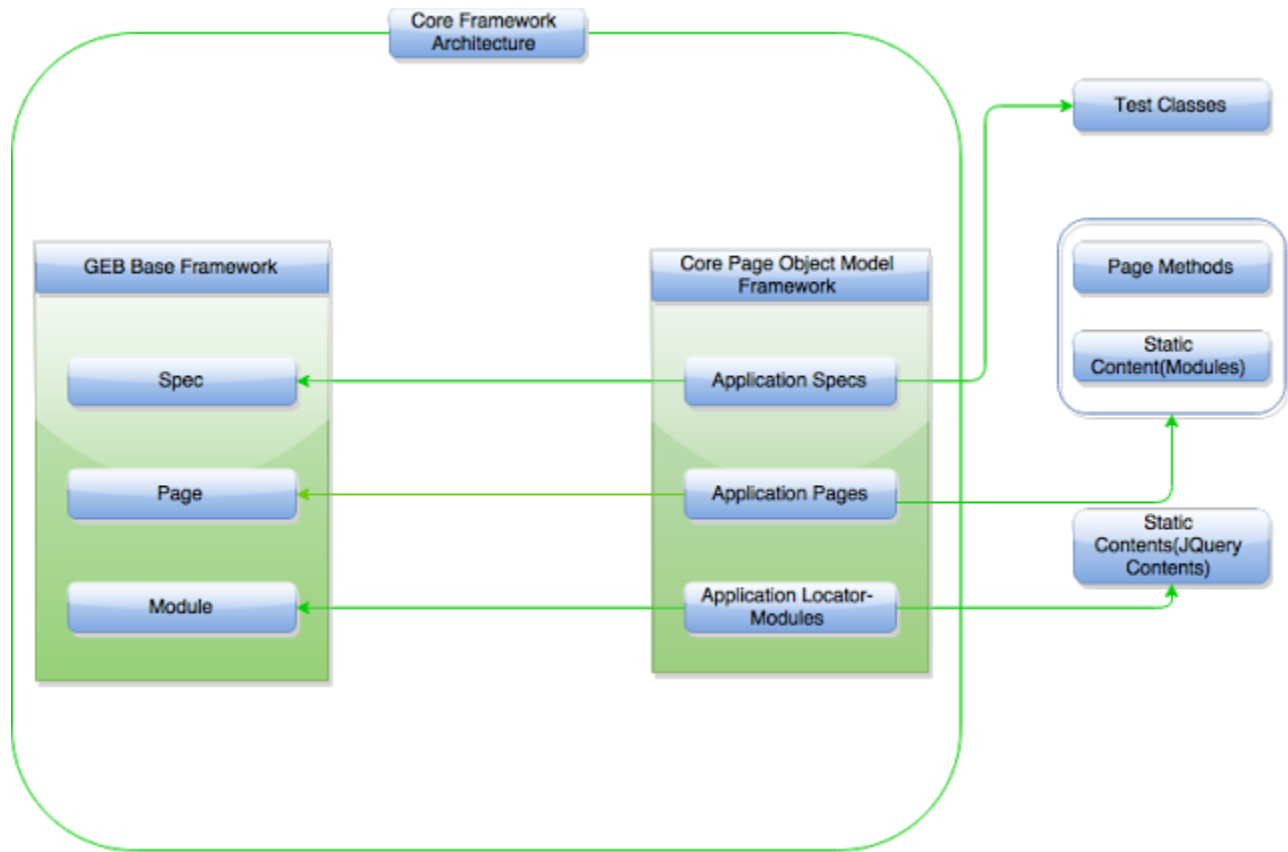 Core Framework
Architecture
Test Classes
GEB Base Framework
Core Page Object Model
Framework
Page Methods
Static
Content(Modules)
Spec
Application Specs
Page
Application Pages
Static
Contents(JQuery
Contents)
Module
Application Locator-
Modules